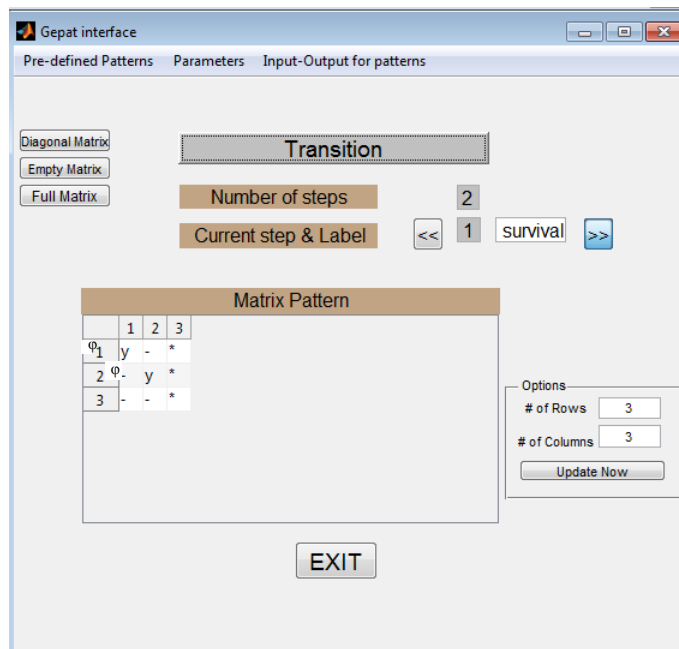 Gepat interface
Pre-defined Patterns Parameters Input-Output for patterns
Diagonal Matrix
Empty Matrix
Full Matrix
Transition
Number of steps 2
Current step & Label << 1 survival >>
Matrix Pattern
1 2 3
φ1 y - *
2 φ- y *
3 - - *
Options
# of Rows 3
# of Columns 3
Update Now
EXIT